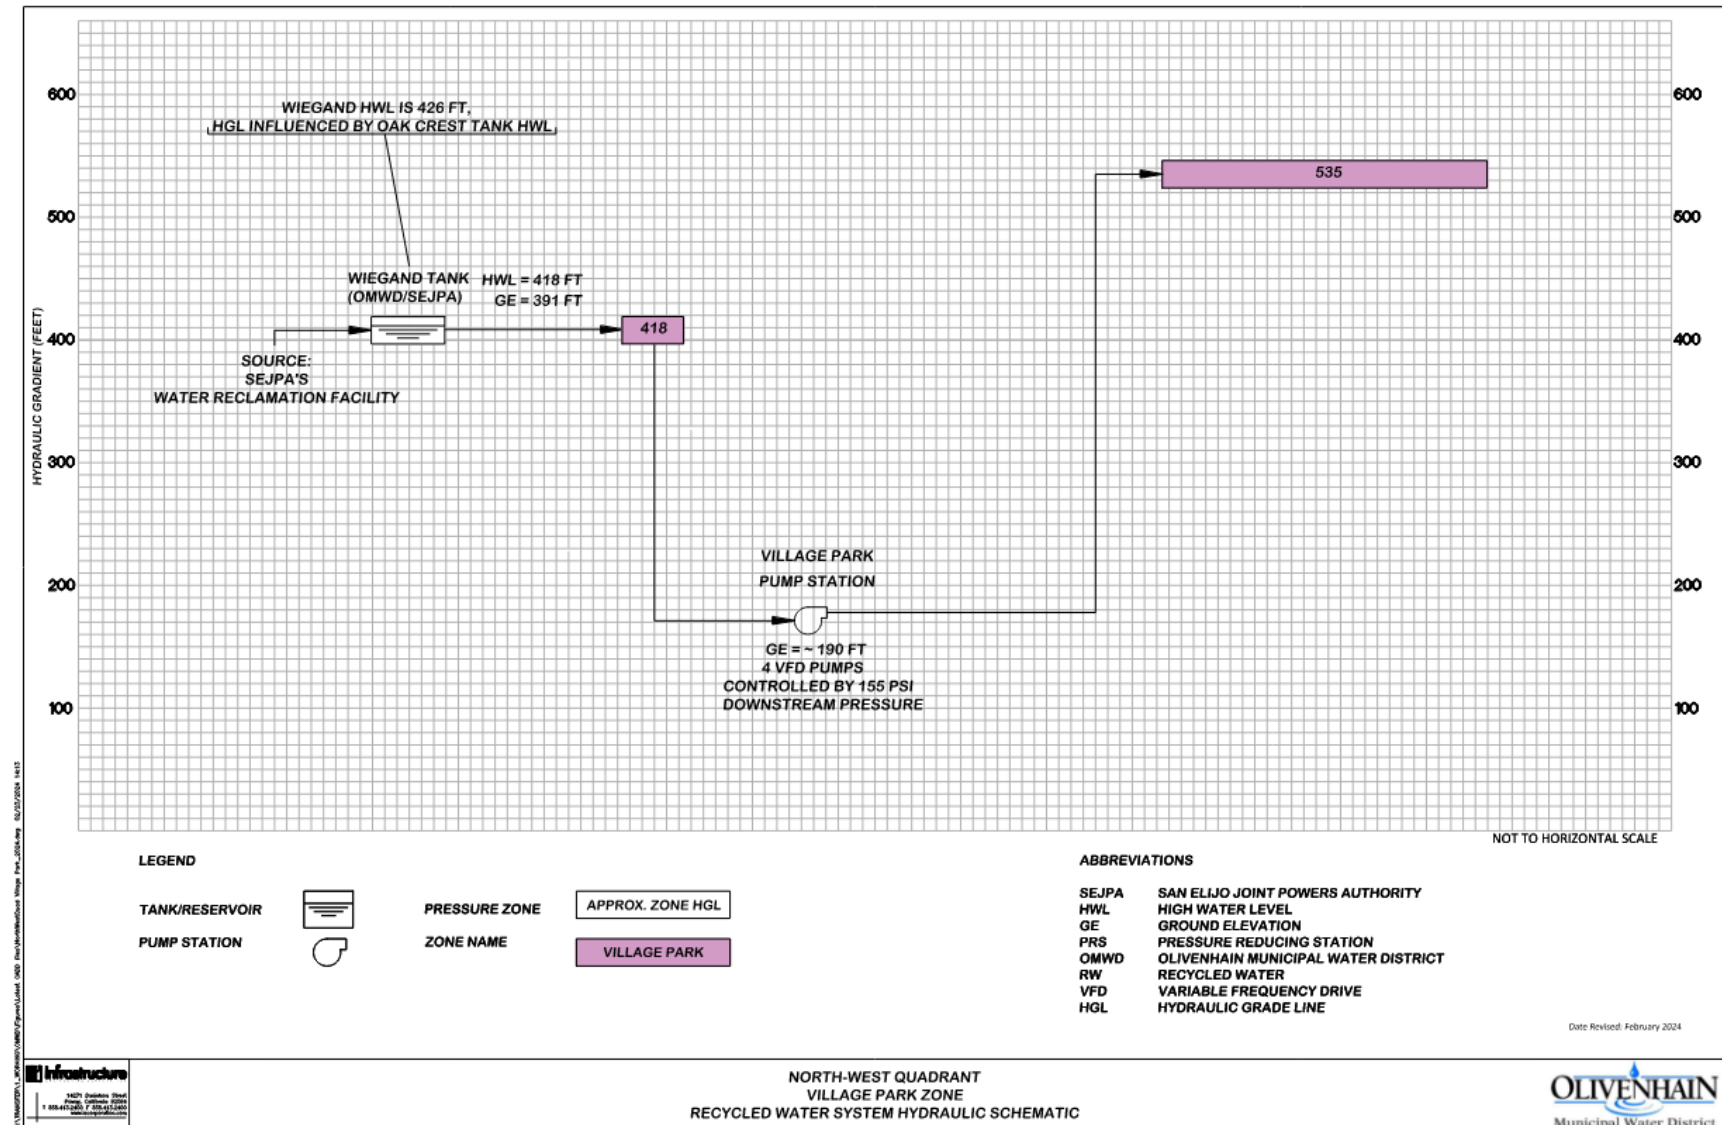 600
600
WIEGAND HWL IS 426 FT,
HGL INFLUENCED BY OAK CREST TANK HWL
535
500
500
WIEGAND TANK
(OMWD/SEJPA)
HWL = 418 FT
GE = 391 FT
HYDRAULIC GRADIENT (FEET)
418
400
400
SOURCE:
SEJPA'S
WATER RECLAMATION FACILITY
300
300
VILLAGE PARK
PUMP STATION
200
200
GE = ~ 190 FT
4 VFD PUMPS
CONTROLLED BY 155 PSI
DOWNSTREAM PRESSURE
100
100
NOT TO HORIZONTAL SCALE
LEGEND
TANK/RESERVOIR
PUMP STATION
PRESSURE ZONE
APPROX. ZONE HGL
ZONE NAME
VILLAGE PARK
ABBREVIATIONS
SEJPA SAN ELIJO JOINT POWERS AUTHORITY
HWL HIGH WATER LEVEL
GE GROUND ELEVATION
PRS PRESSURE REDUCING STATION
OMWD OLIVENHAIN MUNICIPAL WATER DISTRICT
RW RECYCLED WATER
VFD VARIABLE FREQUENCY DRIVE
HGL HYDRAULIC GRADE LINE
Date Revised: February 2024
Infrastructure
14271 Danielson Street
Poway, California 92064
NORTH-WEST QUADRANT
VILLAGE PARK ZONE
RECYCLED WATER SYSTEM HYDRAULIC SCHEMATIC
OLIVENHAIN
Municipal Water District